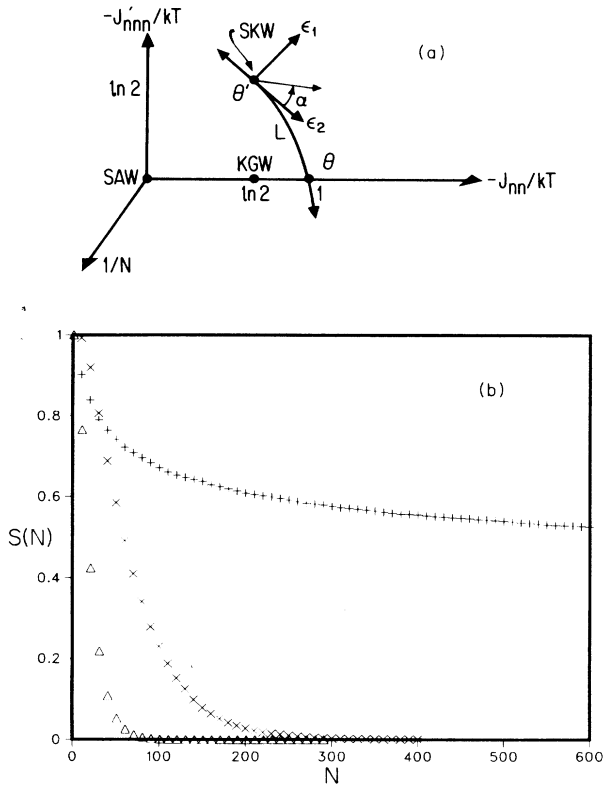 -J'nnn/kT
SKW
ϵ1
(a)
ln 2
θ'
α
ϵ2
L
SAW
KGW
θ
ln 2
1
-Jnn/kT
1/N
1
(b)
0.8
0.6
S(N)
0.4
0.2
0
0 100 200 300 400 500 600
N